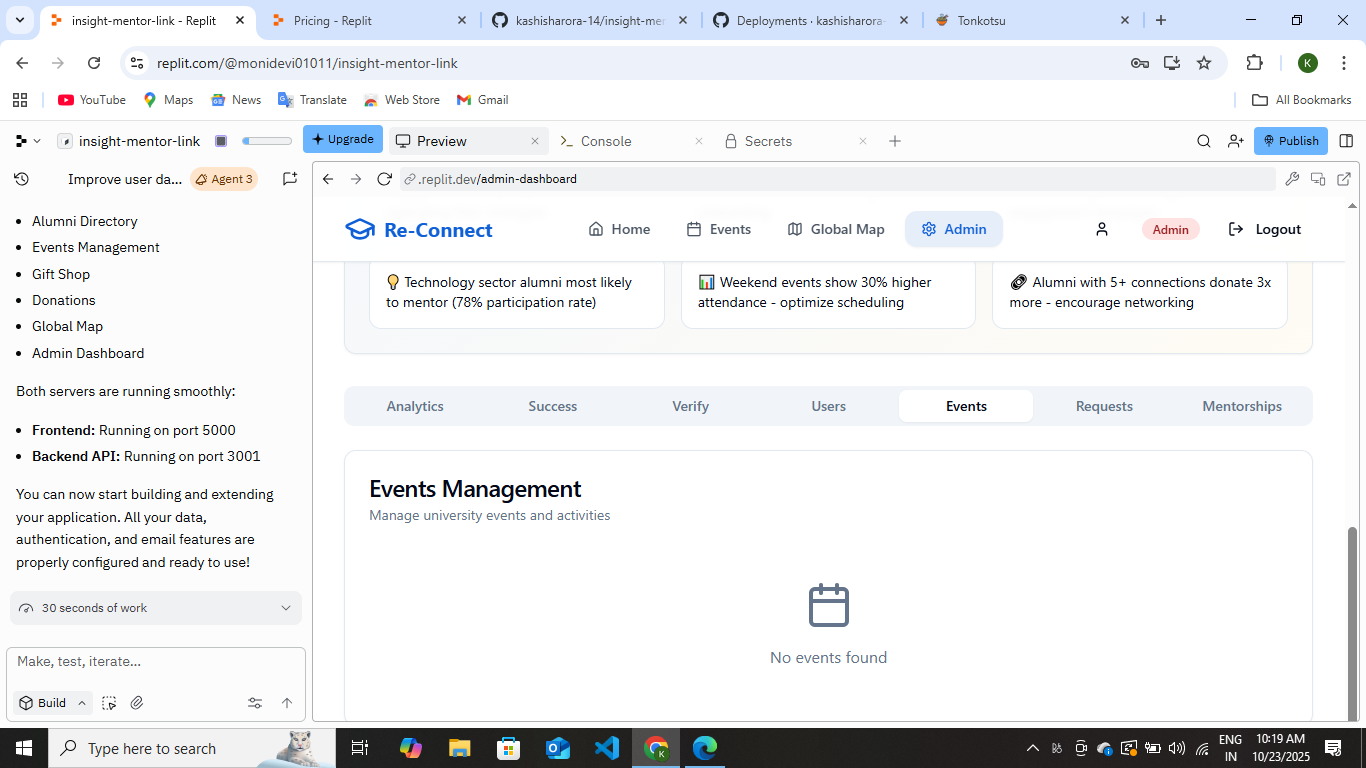 insight-mentor-link - Replit
Pricing - Replit
kashisharora-14/insight-mer
Deployments · kashisharora-
Tonkotsu
replit.com/@monidevi01011/insight-mentor-link
K
YouTube
Maps
News
Translate
Web Store
Gmail
All Bookmarks
insight-mentor-link
Upgrade
Preview
Console
Secrets
Publish
Improve user da...
Agent 3
.replit.dev/admin-dashboard
Alumni Directory
Events Management
Gift Shop
Donations
Global Map
Admin Dashboard
Both servers are running smoothly:
Frontend: Running on port 5000
Backend API: Running on port 3001
You can now start building and extending
your application. All your data,
authentication, and email features are
properly configured and ready to use!
30 seconds of work
Make, test, iterate...
Build
Re-Connect
Home
Events
Global Map
Admin
Admin
Logout
💡 Technology sector alumni most likely
to mentor (78% participation rate)
📊 Weekend events show 30% higher
attendance - optimize scheduling
🔗 Alumni with 5+ connections donate 3x
more - encourage networking
Analytics
Success
Verify
Users
Events
Requests
Mentorships
Events Management
Manage university events and activities
No events found
Type here to search
K
ENG
IN
10:19 AM
10/23/2025